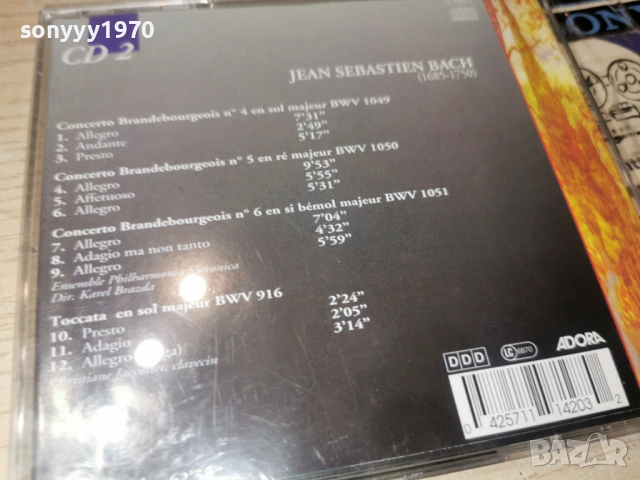 sonyyy1970
CD 2
JEAN SEBASTIEN BACH
(1685-1750)
Concerto Brandebourgeois n° 4 en sol majeur BWV 1049
1. Allegro 7'31"
2. Andante 2'49"
3. Presto 5'17"
Concerto Brandebourgeois n° 5 en ré majeur BWV 1050
4. Allegro 9'53"
5. Affetuoso 5'55"
6. Allegro 5'31"
Concerto Brandebourgeois n° 6 en si bémol majeur BWV 1051
7. Allegro 7'04"
8. Adagio ma non tanto 4'32"
9. Allegro 5'59"
Ensemble Philharmonia
Dir. Karel Brazda
Toccata en sol majeur BWV 916
10. Presto 2'24"
11. Adagio 2'05"
12. Allegro 3'14"
clavecin
DDD
LC
6870
ADORA
0 425711 14203 2
BAZAR
bg